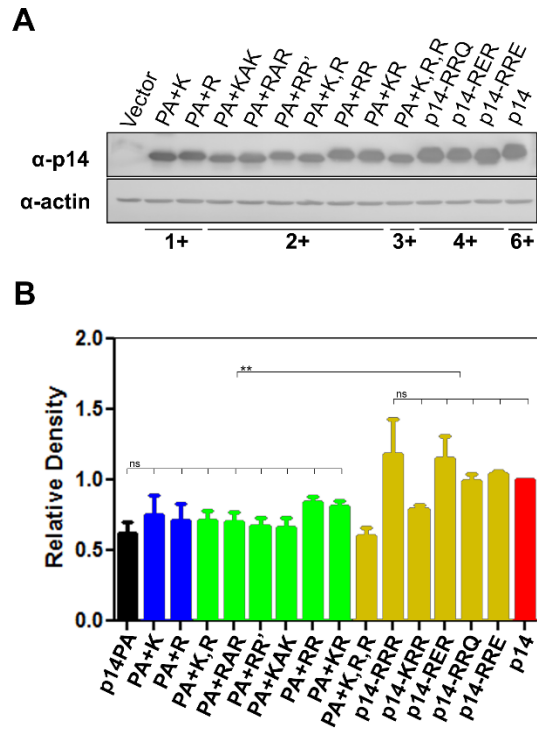 A
Vector PA+K PA+R PA+KAK PA+RAR PA+RR' PA+K,R PA+RR PA+KR PA+K,R,R p14-RRQ p14-RER p14-RRE p14
α-p14
α-actin
1+ 2+ 3+ 4+ 6+
B
2.0
**
ns
1.5
ns
1.0
0.5
0.0
Relative Density
p14PA PA+K PA+R PA+K,R PA+RAR PA+RR' PA+KAK PA+RR PA+KR PA+K,R,R p14-RRR p14-KRR p14-RER p14-RRQ p14-RRE p14